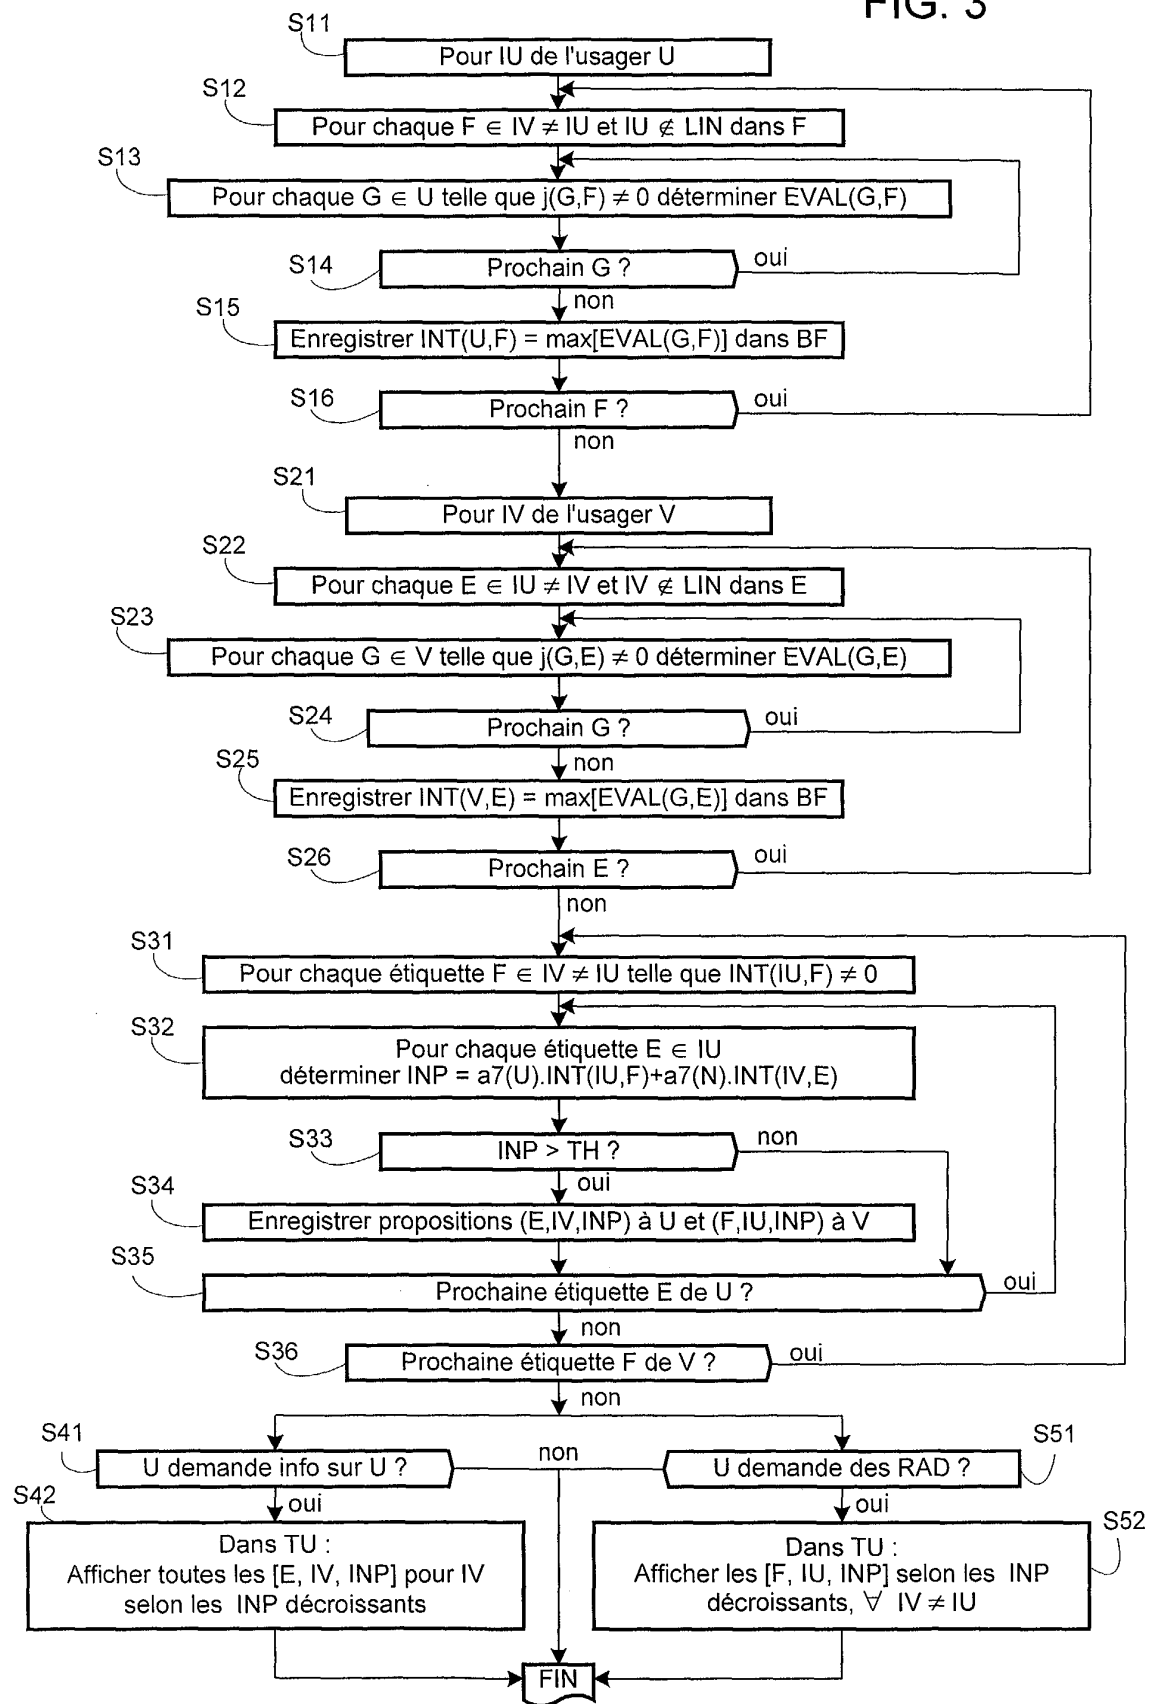 FIG. 3
S11
Pour IU de l'usager U
S12
Pour chaque F ∈ IV ≠ IU et IU ∉ LIN dans F
S13
Pour chaque G ∈ U telle que j(G,F) ≠ 0 déterminer EVAL(G,F)
S14
Prochain G ?
oui
non
S15
Enregistrer INT(U,F) = max[EVAL(G,F)] dans BF
S16
Prochain F ?
oui
non
S21
Pour IV de l'usager V
S22
Pour chaque E ∈ IU ≠ IV et IV ∉ LIN dans E
S23
Pour chaque G ∈ V telle que j(G,E) ≠ 0 déterminer EVAL(G,E)
S24
Prochain G ?
oui
non
S25
Enregistrer INT(V,E) = max[EVAL(G,E)] dans BF
S26
Prochain E ?
oui
non
S31
Pour chaque étiquette F ∈ IV ≠ IU telle que INT(IU,F) ≠ 0
S32
Pour chaque étiquette E ∈ IU
déterminer INP = a7(U).INT(IU,F)+a7(N).INT(IV,E)
S33
INP > TH ?
non
oui
S34
Enregistrer propositions (E,IV,INP) à U et (F,IU,INP) à V
S35
Prochaine étiquette E de U ?
oui
non
S36
Prochaine étiquette F de V ?
oui
non
S41
U demande info sur U ?
non
U demande des RAD ?
S51
oui
oui
S42
Dans TU :
Afficher toutes les [E, IV, INP] pour IV
selon les INP décroissants
S52
Dans TU :
Afficher les [F, IU, INP] selon les INP
décroissants, ∀ IV ≠ IU
FIN